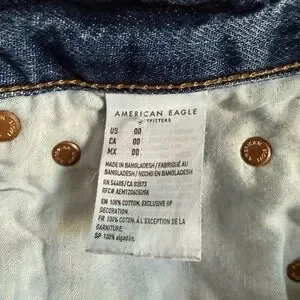 AMERICAN EAGLE
OUTFITTERS
US 00
CA 00
MX 00
MADE IN BANGLADESH / FABRIQUÉ AU
BANGLADESH / HECHO EN BANGLADESH
RN 54485/CA 03973
EN 100% COTTON. EXCLUSIVE OF
DECORATION.
FR 100% COTON. À L'EXCEPTION DE LA
GARNITURE.
SP 100% algodón.